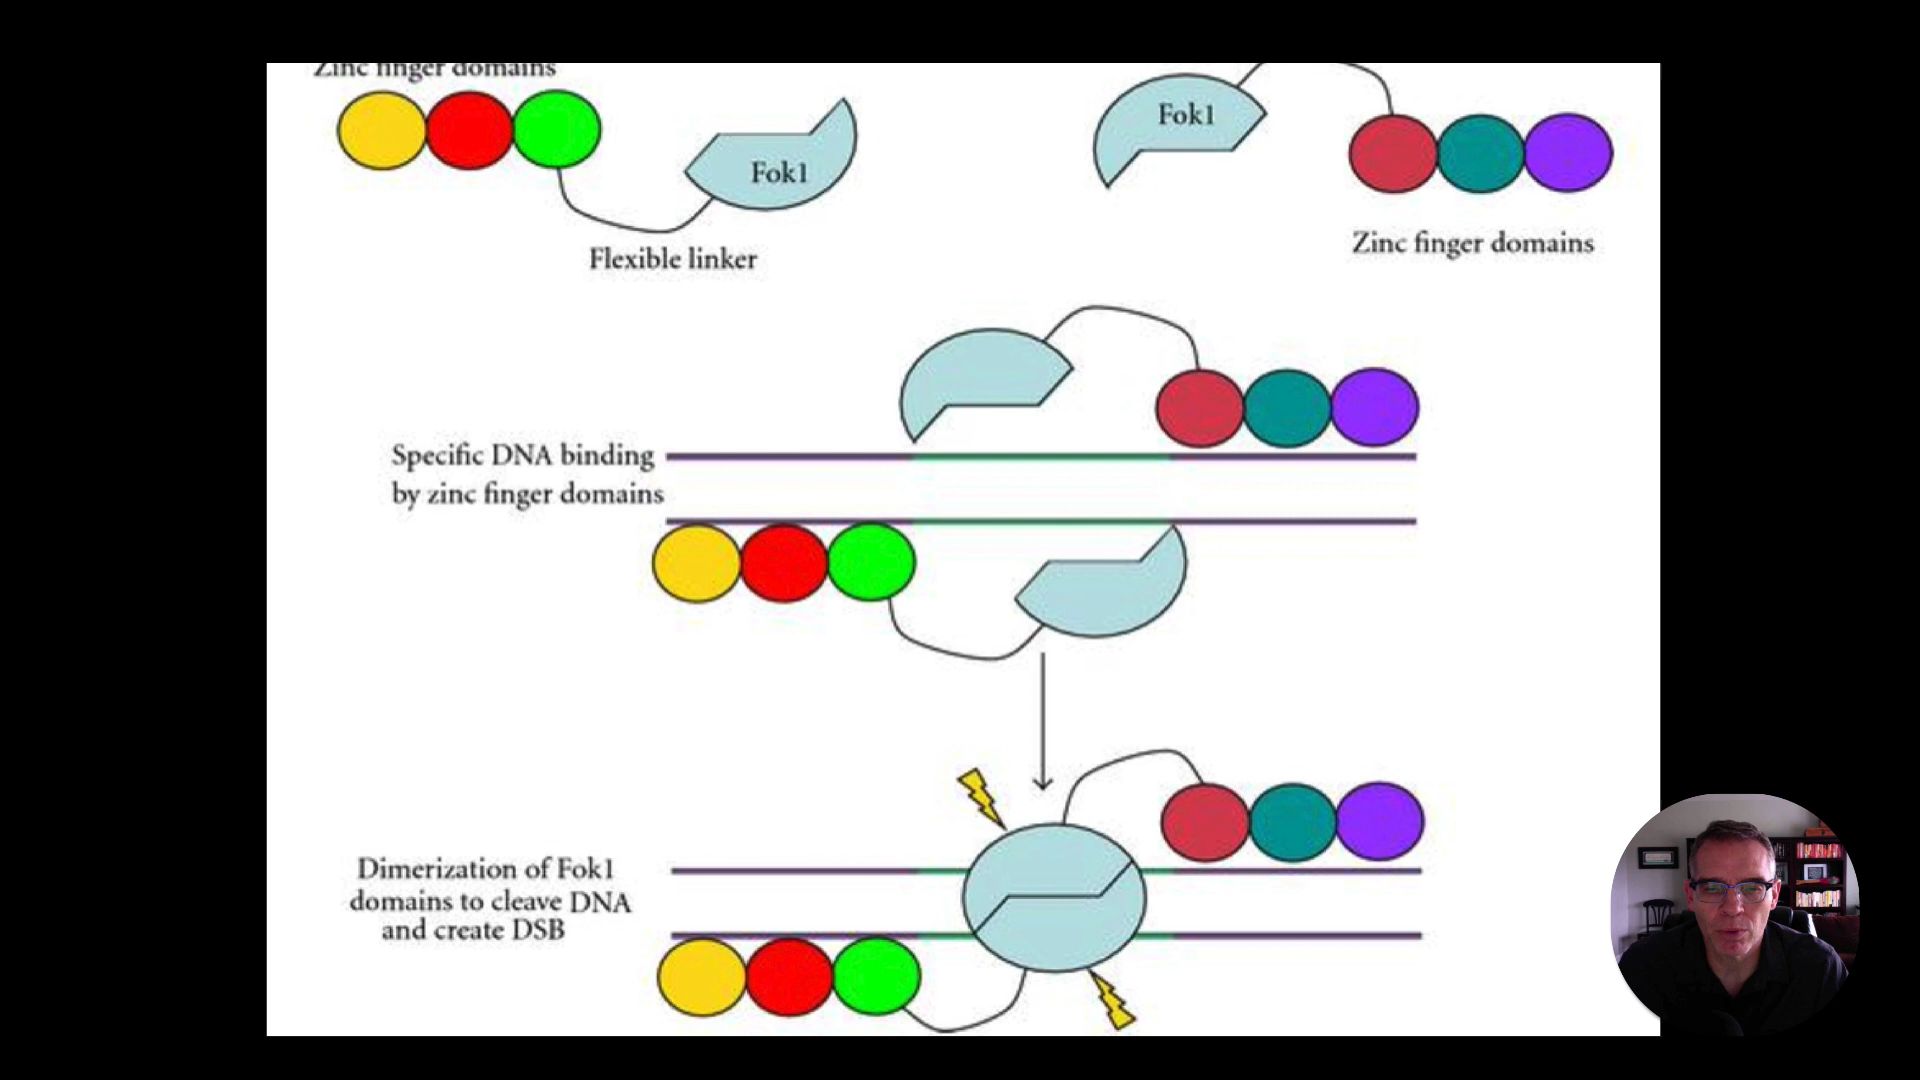 Zinc finger domains
Fok1
Fok1
Flexible linker
Zinc finger domains
Specific DNA binding
by zinc finger domains
Dimerization of Fok1
domains to cleave DNA
and create DSB